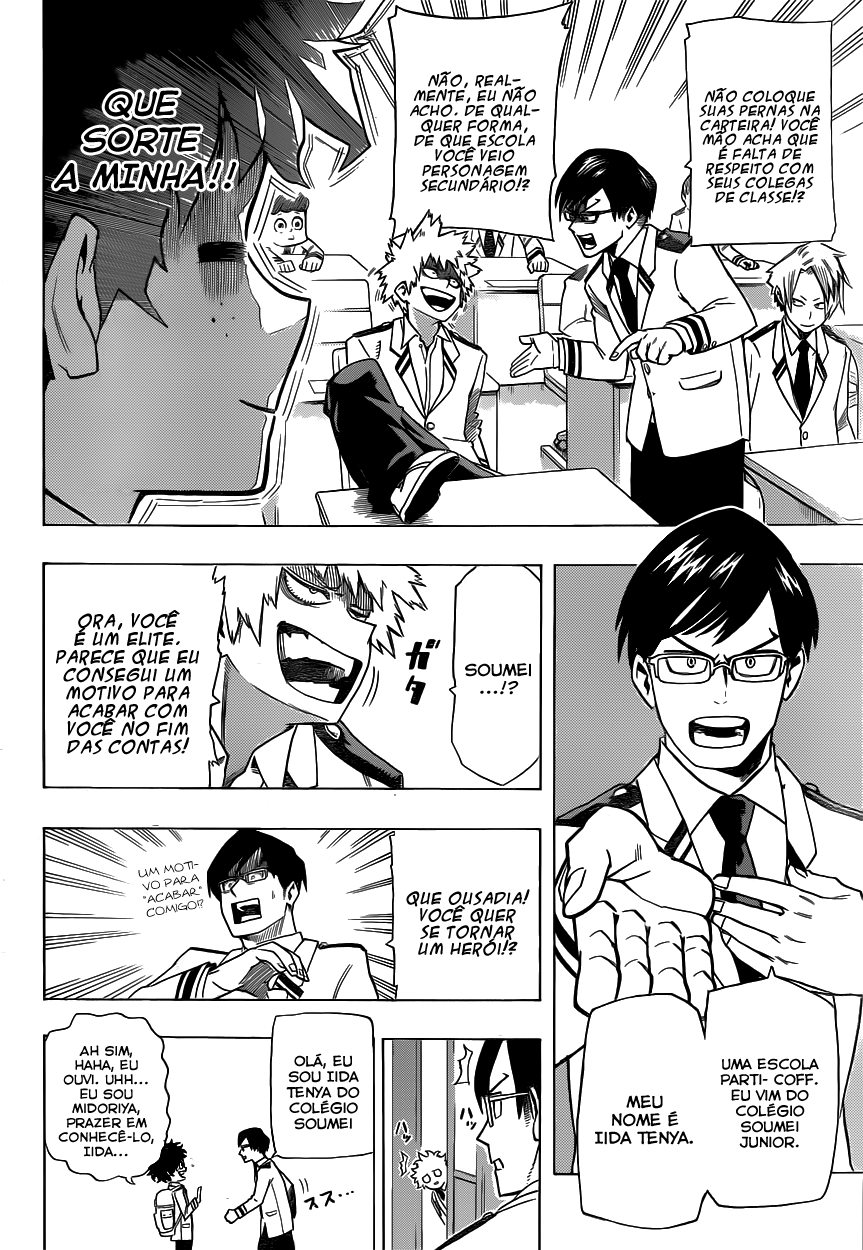 NÃO COLOQUE
SUAS PERNAS NA
CARTEIRA! VOCÊ
MÃO ACHA QUE
É FALTA DE
RESPEITO COM
SEUS COLEGAS
DE CLASSE!?
NÃO, REAL-
MENTE, EU NÃO
ACHO. DE QUAL-
QUER FORMA,
DE QUE ESCOLA
VOCÊ VEIO
PERSONAGEM
SECUNDÁRIO!?
QUE
SORTE
A MINHA!!
UMA ESCOLA
PARTI- COFF.
EU VIM DO
COLÉGIO
SOUMEI
JUNIOR.
MEU
NOME É
IIDA TENYA.
SOUMEI
...!?
ガタ
ORA, VOCÊ
É UM ELITE.
PARECE QUE EU
CONSEGUI UM
MOTIVO PARA
ACABAR COM
VOCÊ NO FIM
DAS CONTAS!
QUE OUSADIA!
VOCÊ QUER
SE TORNAR
UM HERÓI!?
UM MOTI-
VO PARA
"ACABAR"
COMIGO!?
OLÁ, EU
SOU IIDA
TENYA DO
COLÉGIO
SOUMEI
AH SIM,
HAHA, EU
OUVI. UHH...
EU SOU
MIDORIYA,
PRAZER EM
CONHECÊ-LO,
IIDA...
スス...